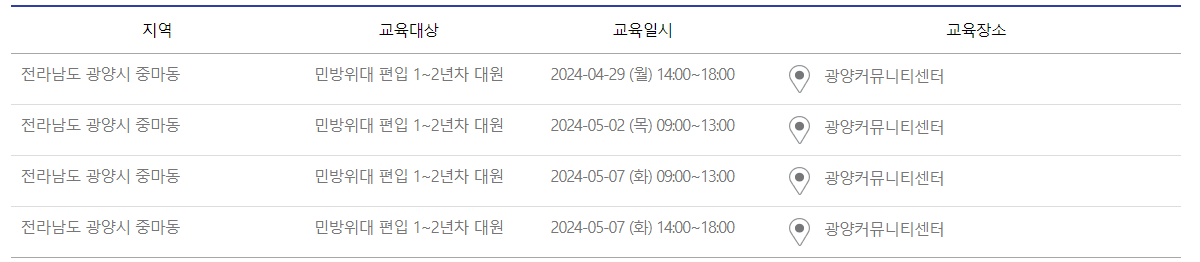 지역 교육대상 교육일시 교육장소
전라남도 광양시 중마동 민방위대 편입 1~2년차 대원 2024-04-29 (월) 14:00~18:00 광양커뮤니티센터
전라남도 광양시 중마동 민방위대 편입 1~2년차 대원 2024-05-02 (목) 09:00~13:00 광양커뮤니티센터
전라남도 광양시 중마동 민방위대 편입 1~2년차 대원 2024-05-07 (화) 09:00~13:00 광양커뮤니티센터
전라남도 광양시 중마동 민방위대 편입 1~2년차 대원 2024-05-07 (화) 14:00~18:00 광양커뮤니티센터